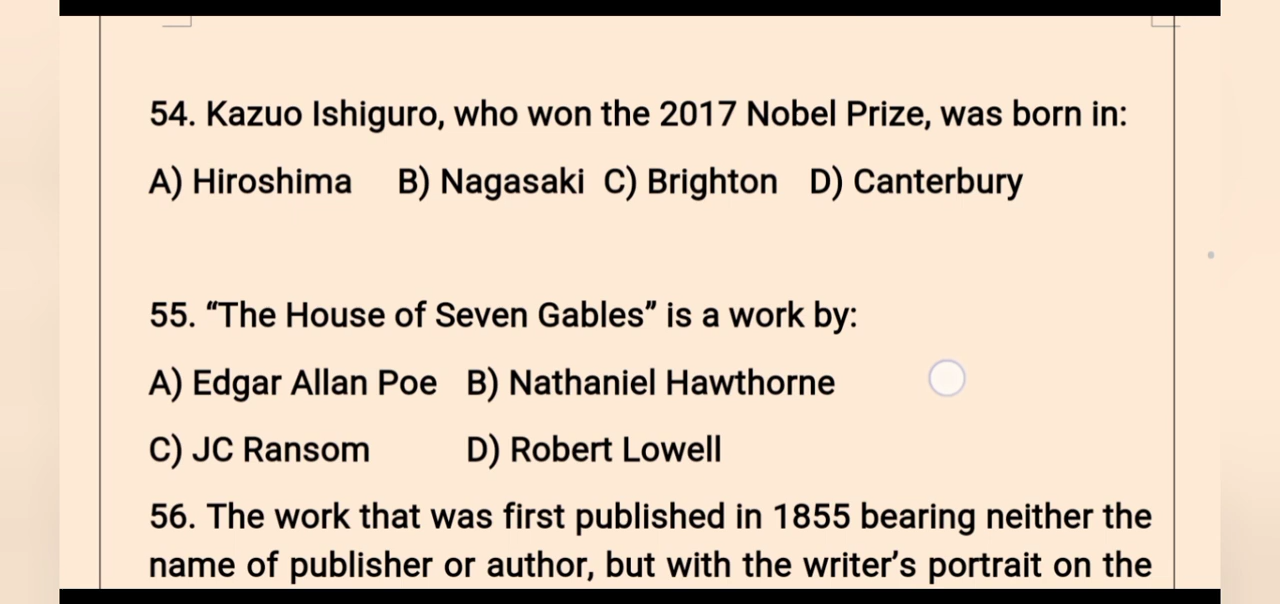 54. Kazuo Ishiguro, who won the 2017 Nobel Prize, was born in:
A) Hiroshima B) Nagasaki C) Brighton D) Canterbury
55. “The House of Seven Gables” is a work by:
A) Edgar Allan Poe B) Nathaniel Hawthorne
C) JC Ransom D) Robert Lowell
56. The work that was first published in 1855 bearing neither the
name of publisher or author, but with the writer’s portrait on the